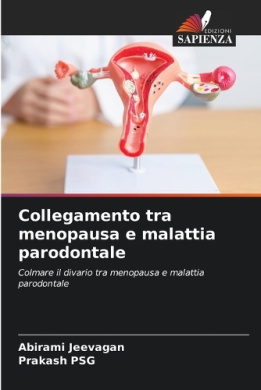 EDIZIONI
SAPIENZA
Collegamento tra
menopausa e malattia
parodontale
Colmare il divario tra menopausa e malattia
parodontale
Abirami Jeevagan
Prakash PSG